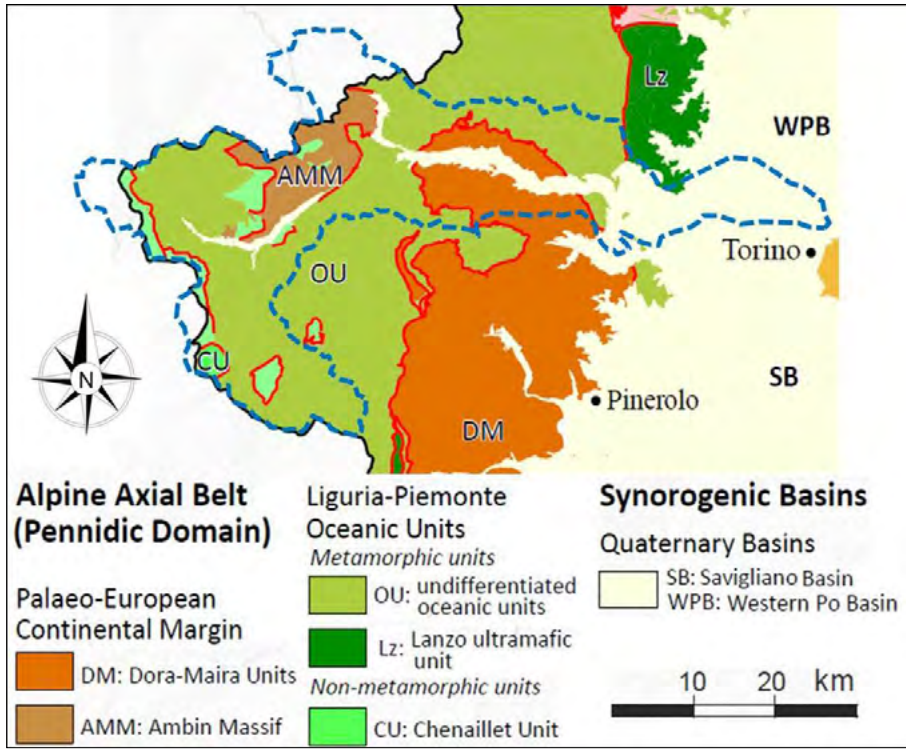 Lz
WPB
AMM
OU
Torino
N
CU
SB
Pinerolo
DM
Alpine Axial Belt
(Pennidic Domain)
Palaeo-European
Continental Margin
DM: Dora-Maira Units
AMM: Ambin Massif
Liguria-Piemonte
Oceanic Units
Metamorphic units
OU: undifferentiated
oceanic units
Lz: Lanzo ultramafic
unit
Non-metamorphic units
CU: Chenaillet Unit
Synorogenic Basins
Quaternary Basins
SB: Savigliano Basin
WPB: Western Po Basin
10 20 km